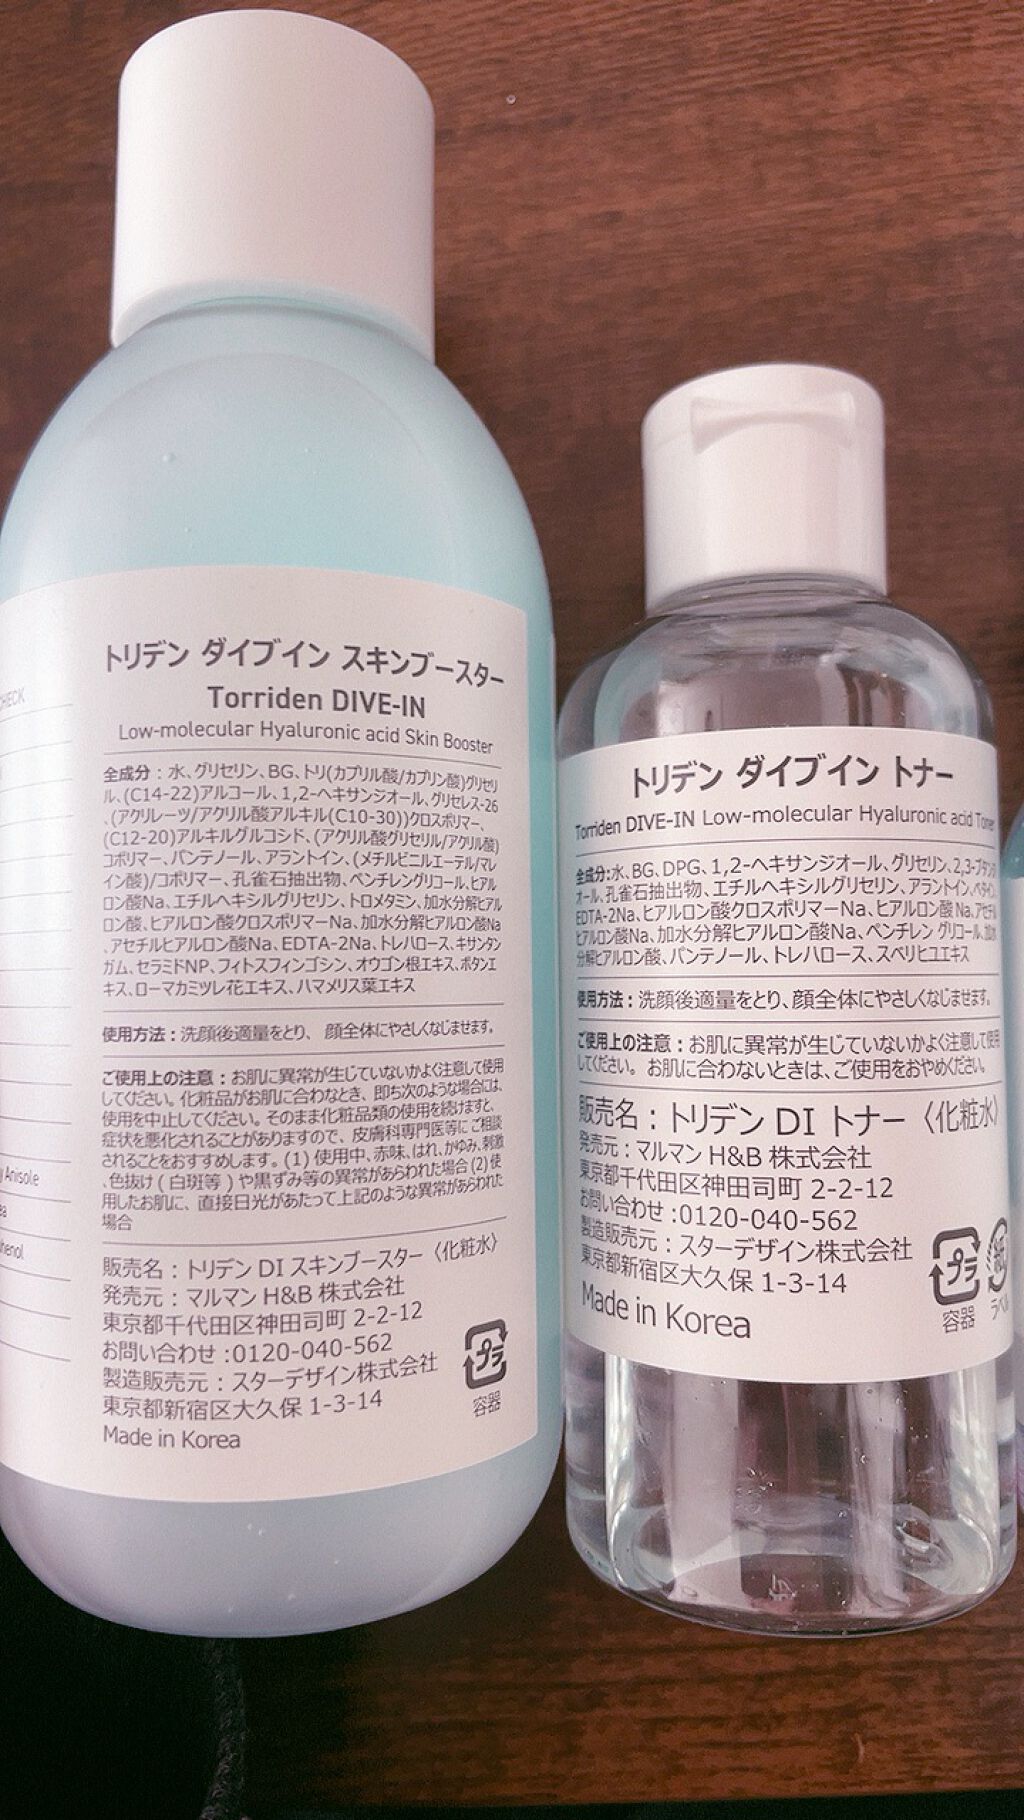 CHECK
Anisole
トリデン ダイブイン スキンブースター
Torriden DIVE-IN
Low-molecular Hyaluronic acid Skin Booster
全成分：水、グリセリン、BG、トリ(カプリル酸/カプリン酸)グリセリ
ル、(C14-22)アルコール、1,2-ヘキサンジオール、グリセレス-26
、(アクリレーツ/アクリル酸アルキル(C10-30))クロスポリマー、
(C12-20)アルキルグルコシド、(アクリル酸グリセリル/アクリル酸)
コポリマー、パンテノール、アラントイン、(メチルビニルエーテル/マレ
イン酸)/コポリマー、孔雀石抽出物、ペンチレングリコール、ヒアル
ロン酸Na、エチルヘキシルグリセリン、トロメタミン、加水分解ヒアル
ロン酸、ヒアルロン酸クロスポリマーNa、加水分解ヒアルロン酸Na
、アセチルヒアルロン酸Na、EDTA-2Na、トレハロース、キサンタン
ガム、セラミドNP、フィトスフィンゴシン、オウゴン根エキス、ボタンエ
キス、ローマカミツレ花エキス、ハマメリス葉エキス
使用方法：洗顔後適量をとり、 顔全体にやさしくなじませます。
ご使用上の注意：お肌に異常が生じていないかよく注意して使用
してください。化粧品がお肌に合わなとき、即ち次のような場合には、
使用を中止してください。そのまま化粧品類の使用を続けますと、
症状を悪化されることがありますので、皮膚科専門医等にご相談
されることをおすすめします。(1) 使用中、赤味、はれ、かゆみ、刺激
、色抜け(白斑等)や黒ずみ等の異常があらわれた場合(2)使
用したお肌に、直接日光があたって上記のような異常があらわれた
場合
販売名：トリデン DI スキンブースター〈化粧水〉
発売元：マルマン H&B 株式会社
東京都千代田区神田司町 2-2-12
お問い合わせ:0120-040-562
製造販売元：スターデザイン株式会社
東京都新宿区大久保 1-3-14
Made in Korea
プラ
容器
トリデン ダイブイン トナー
Torriden DIVE-IN Low-molecular Hyaluronic acid Toner
全成分:水、BG、DPG、1,2-ヘキサンジオール、グリセリン、2,3-ブタンジ
オール、孔雀石抽出物、エチルヘキシルグリセリン、アラントイン、ベタイン、
EDTA-2Na、ヒアルロン酸クロスポリマーNa、ヒアルロン酸Na、アセチル
ヒアルロン酸Na、加水分解ヒアルロン酸Na、ペンチレングリコール、加水
分解ヒアルロン酸、パンテノール、トレハロース、スベリヒユエキス
使用方法：洗顔後適量をとり、顔全体にやさしくなじませます。
ご使用上の注意：お肌に異常が生じていないかよく注意して使用
してください。 お肌に合わないときは、ご使用をおやめください。
販売名：トリデン DI トナー〈化粧水〉
発売元：マルマン H&B 株式会社
東京都千代田区神田司町 2-2-12
お問い合わせ:0120-040-562
製造販売元：スターデザイン株式会社
東京都新宿区大久保 1-3-14
Made in Korea
プラ
容器
紙
ラベル